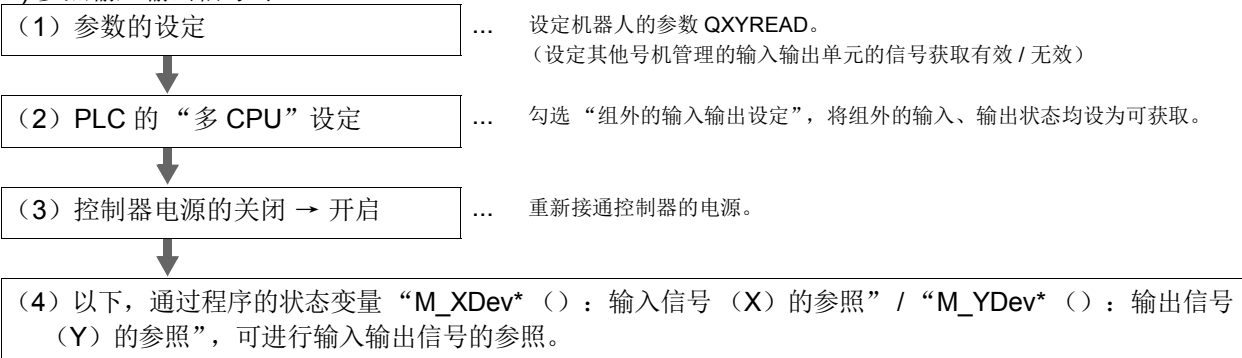 （1）参数的设定 ... 设定机器人的参数 QXYREAD。
（设定其他号机管理的输入输出单元的信号获取有效 / 无效）
（2）PLC 的 “多 CPU”设定 ... 勾选 “组外的输入输出设定”，将组外的输入、输出状态均设为可获取。
（3）控制器电源的关闭 → 开启 ... 重新接通控制器的电源。
（4）以下，通过程序的状态变量 “M_XDev* （）：输入信号 （X）的参照” / “M_YDev* （）：输出信号
（Y）的参照”，可进行输入输出信号的参照。